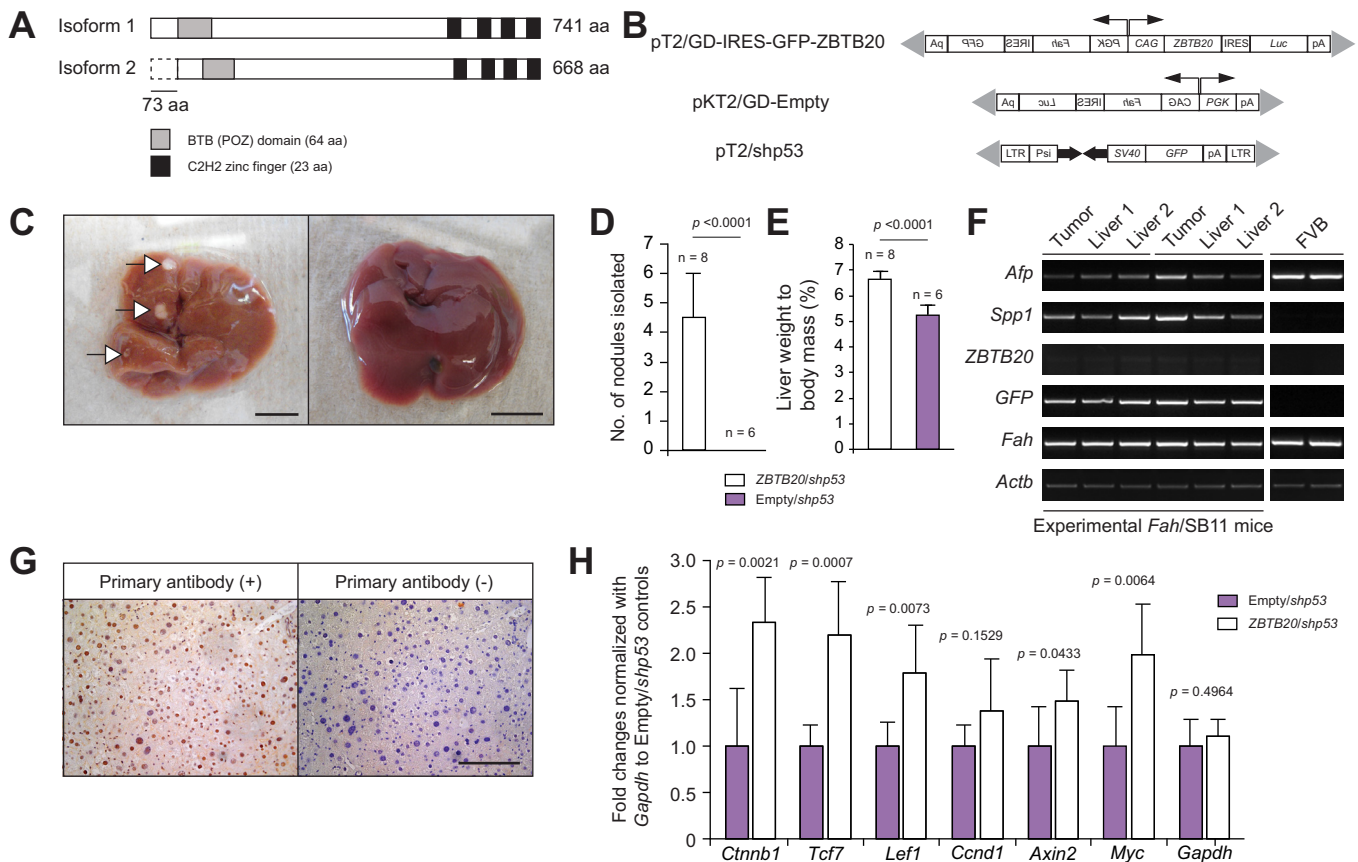 A
Isoform 1
741 aa
Isoform 2
668 aa
73 aa
BTB (POZ) domain (64 aa)
C2H2 zinc finger (23 aa)
B
pT2/GD-IRES-GFP-ZBTB20
pA GFP IRES Fah PGK CAG ZBTB20 IRES Luc pA
pKT2/GD-Empty
pA Luc IRES Fah CAG PGK pA
pT2/shp53
LTR Psi SV40 GFP pA LTR
C
D
p <0.0001
No. of nodules isolated
7
6
5
4
3
2
1
0
n = 8
n = 6
E
p <0.0001
Liver weight to
body mass (%)
8
7
6
5
4
3
2
1
0
n = 8
n = 6
ZBTB20/shp53
Empty/shp53
F
Tumor Liver 1 Liver 2 Tumor Liver 1 Liver 2 FVB
Afp
Spp1
ZBTB20
GFP
Fah
Actb
Experimental Fah/SB11 mice
G
Primary antibody (+) Primary antibody (-)
H
Fold changes normalized with
Gapdh to Empty/shp53 controls
3.0
2.5
2.0
1.5
1.0
0.5
0
p = 0.0021
p = 0.0007
p = 0.0073
p = 0.1529
p = 0.0433
p = 0.0064
p = 0.4964
Empty/shp53
ZBTB20/shp53
Ctnnb1 Tcf7 Lef1 Ccnd1 Axin2 Myc Gapdh